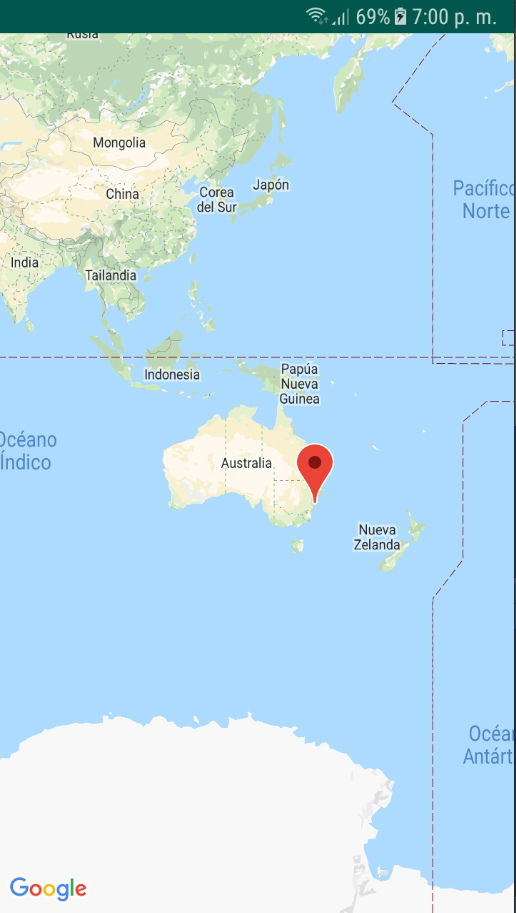 69% 7:00 p. m.
Rusia
Mongolia
China
Corea
del Sur
Japón
Pacífico
Norte
India
Tailandia
Indonesia
Papúa
Nueva
Guinea
Océano
Índico
Australia
Nueva
Zelanda
Océa
Antárt
Google